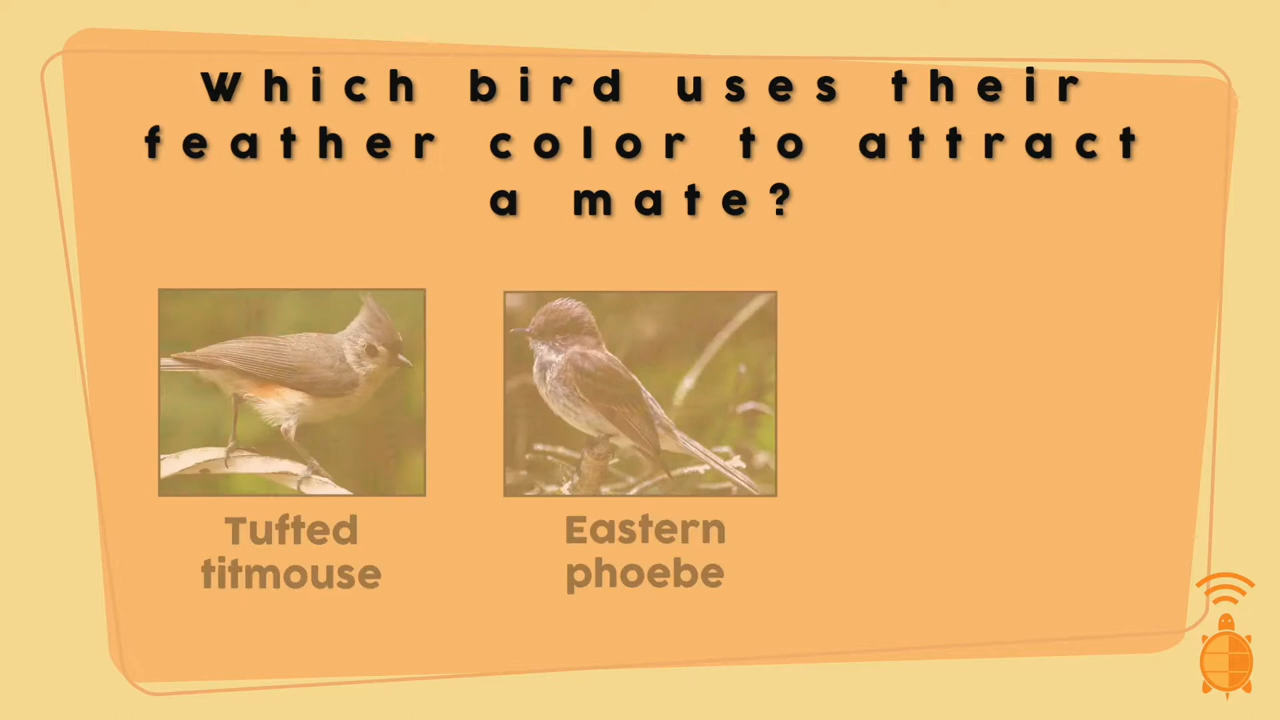 Which bird uses their
feather color to attract
a mate?
Tufted
titmouse
Eastern
phoebe